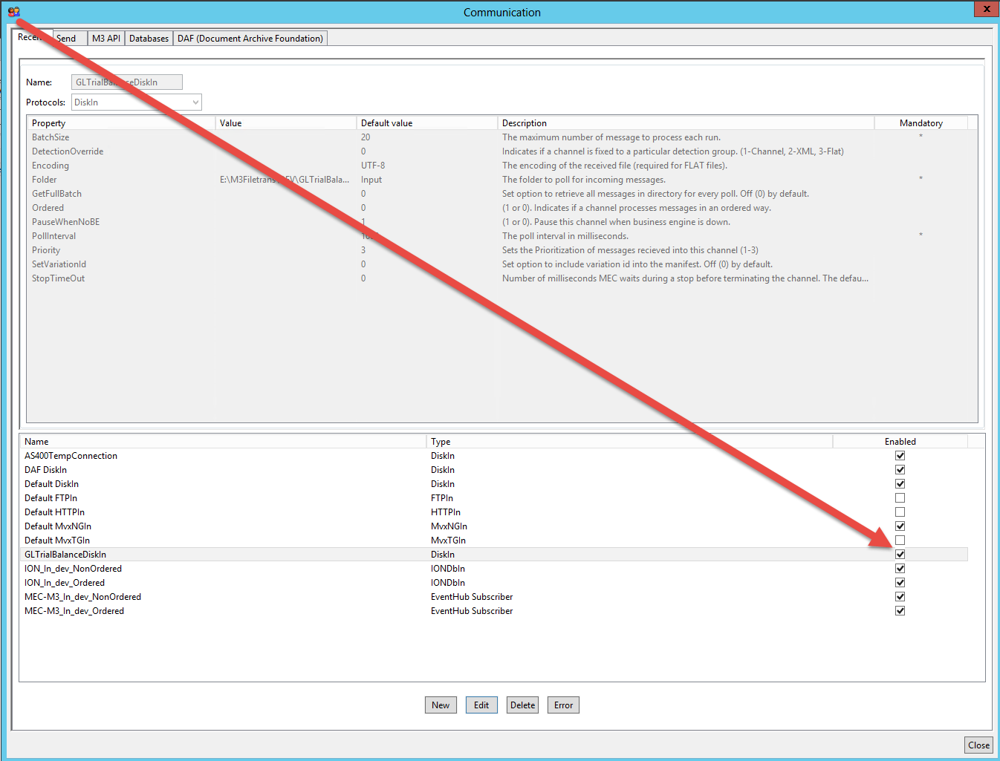 Communication
Send M3 API Databases DAF (Document Archive Foundation)
Name:
Protocols: DiskIn
Property Value Default value Description Mandatory
BatchSize 20 The maximum number of message to process each run. *
DetectionOverride 0 Indicates if a channel is fixed to a particular detection group. (1-Channel, 2-XML, 3-Flat)
Encoding UTF-8 The encoding of the received file (required for FLAT files).
Folder Input The folder to poll for incoming messages. *
GetFullBatch 0 Set option to retrieve all messages in directory for every poll. Off (0) by default.
Ordered 0 (1 or 0). Indicates if a channel processes messages in an ordered way.
PauseWhenNoBE 1 (1 or 0). Pause this channel when business engine is down.
PollInterval The poll interval in milliseconds. *
Priority 3 Sets the Prioritization of messages recieved into this channel (1-3)
SetVariationId 0 Set option to include variation id into the manifest. Off (0) by default.
StopTimeOut 0 Number of milliseconds MEC waits during a stop before terminating the channel. The defau...
Name Type Enabled
AS400TempConnection DiskIn
DAF DiskIn DiskIn
Default DiskIn DiskIn
Default FTPIn FTPIn
Default HTTPIn HTTPIn
Default MvxNGIn MvxNGIn
Default MvxTGIn MvxTGIn
GLTrialBalanceDiskIn DiskIn
ION_In_dev_NonOrdered IONDbIn
ION_In_dev_Ordered IONDbIn
MEC-M3_In_dev_NonOrdered EventHub Subscriber
MEC-M3_In_dev_Ordered EventHub Subscriber
New Edit Delete Error
Close